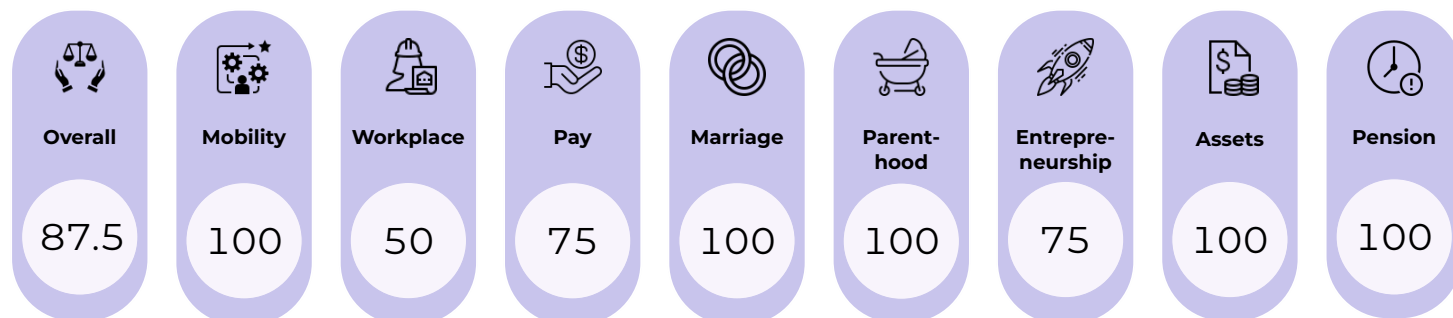 Overall
87.5
Mobility
100
Workplace
50
$
Pay
75
Marriage
100
Parent-
hood
100
Entrepre-
neurship
75
$
Assets
100
!
Pension
100